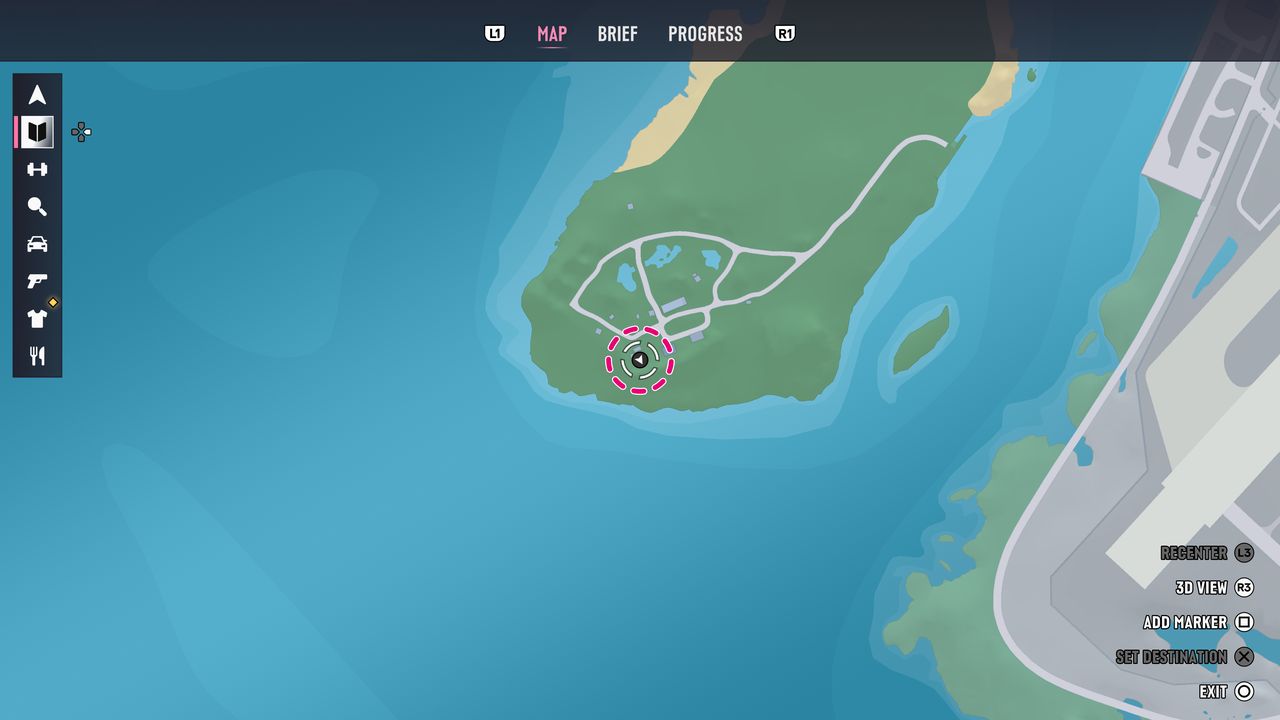 L1 MAP BRIEF PROGRESS R1
RECENTER L3
3D VIEW R3
ADD MARKER
SET DESTINATION
EXIT